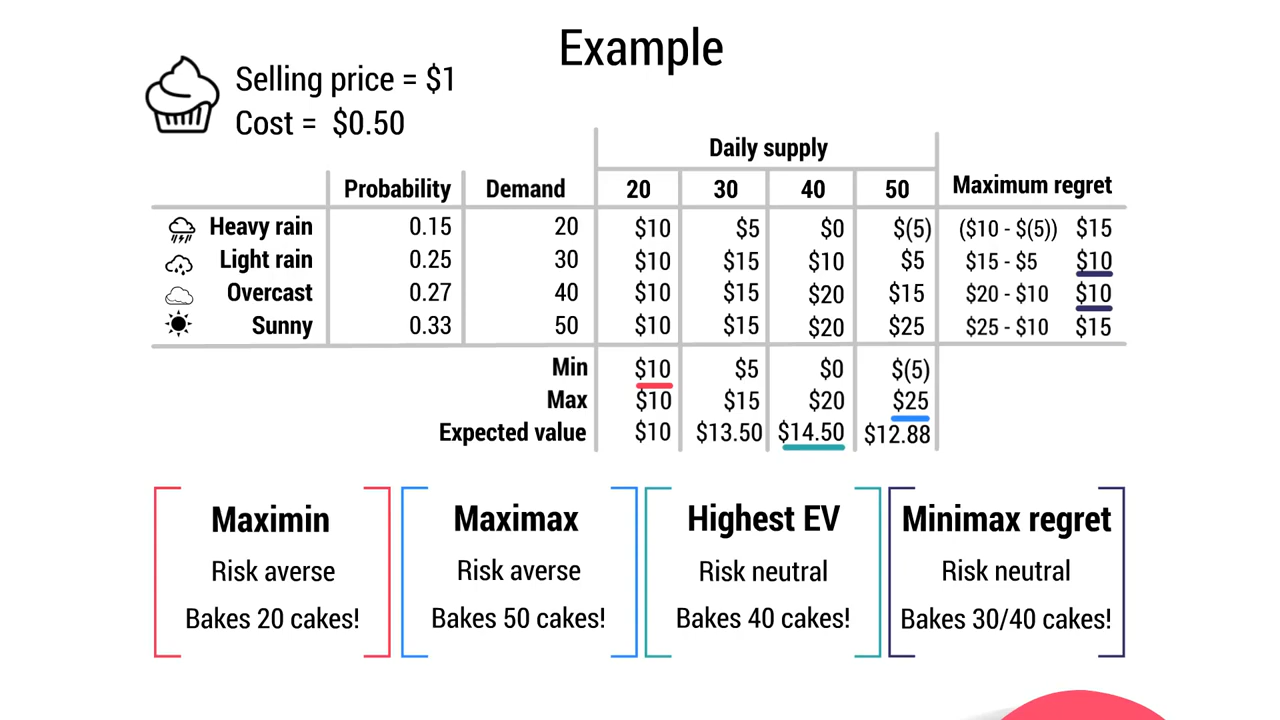 Example
Selling price = $1
Cost = $0.50
Daily supply
Probability Demand 20 30 40 50 Maximum regret
Heavy rain 0.15 20 $10 $5 $0 $(5) ($10 - $(5)) $15
Light rain 0.25 30 $10 $15 $10 $5 $15 - $5 $10
Overcast 0.27 40 $10 $15 $20 $15 $20 - $10 $10
Sunny 0.33 50 $10 $15 $20 $25 $25 - $10 $15
Min $10 $5 $0 $(5)
Max $10 $15 $20 $25
Expected value $10 $13.50 $14.50 $12.88
Maximin Maximax Highest EV Minimax regret
Risk averse Risk averse Risk neutral Risk neutral
Bakes 20 cakes! Bakes 50 cakes! Bakes 40 cakes! Bakes 30/40 cakes!